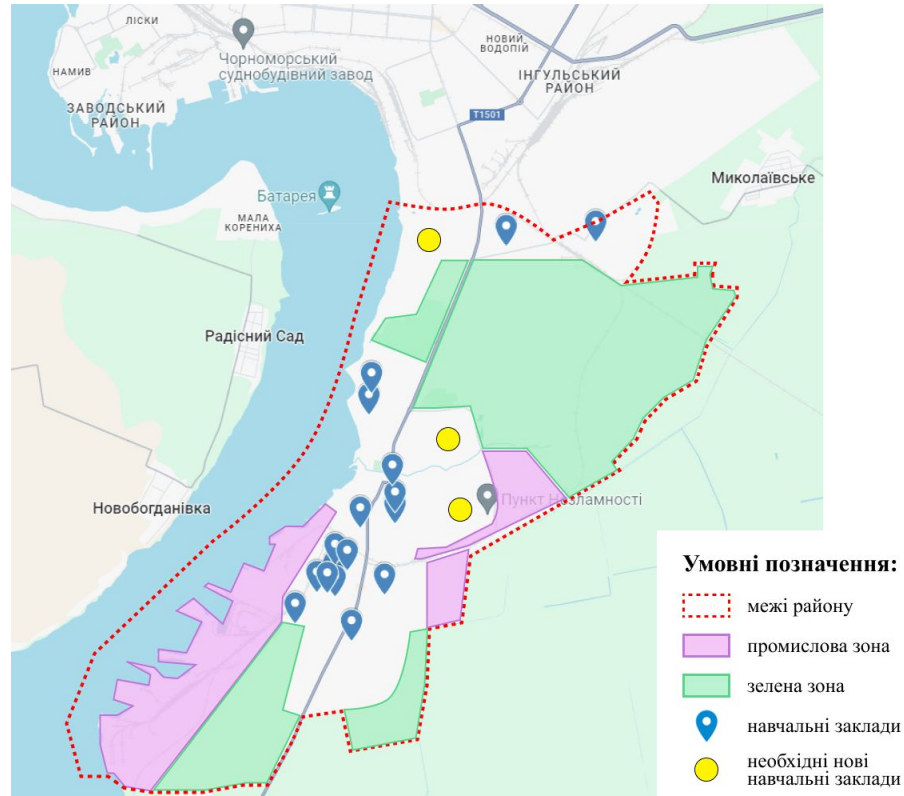 ЛІСКИ
Чорноморський
суднобудівний завод
НОВИЙ
ВОДОПІЙ
НАМИВ
ІНГУЛЬСЬКИЙ
РАЙОН
ЗАВОДСЬКИЙ
РАЙОН
T1501
Миколаївське
Батарея
МАЛА
КОРЕНИХА
Радісний Сад
Новобогданівка
Пункт Незламності
Умовні позначення:
межі району
промислова зона
зелена зона
навчальні заклади
необхідні нові
навчальні заклади